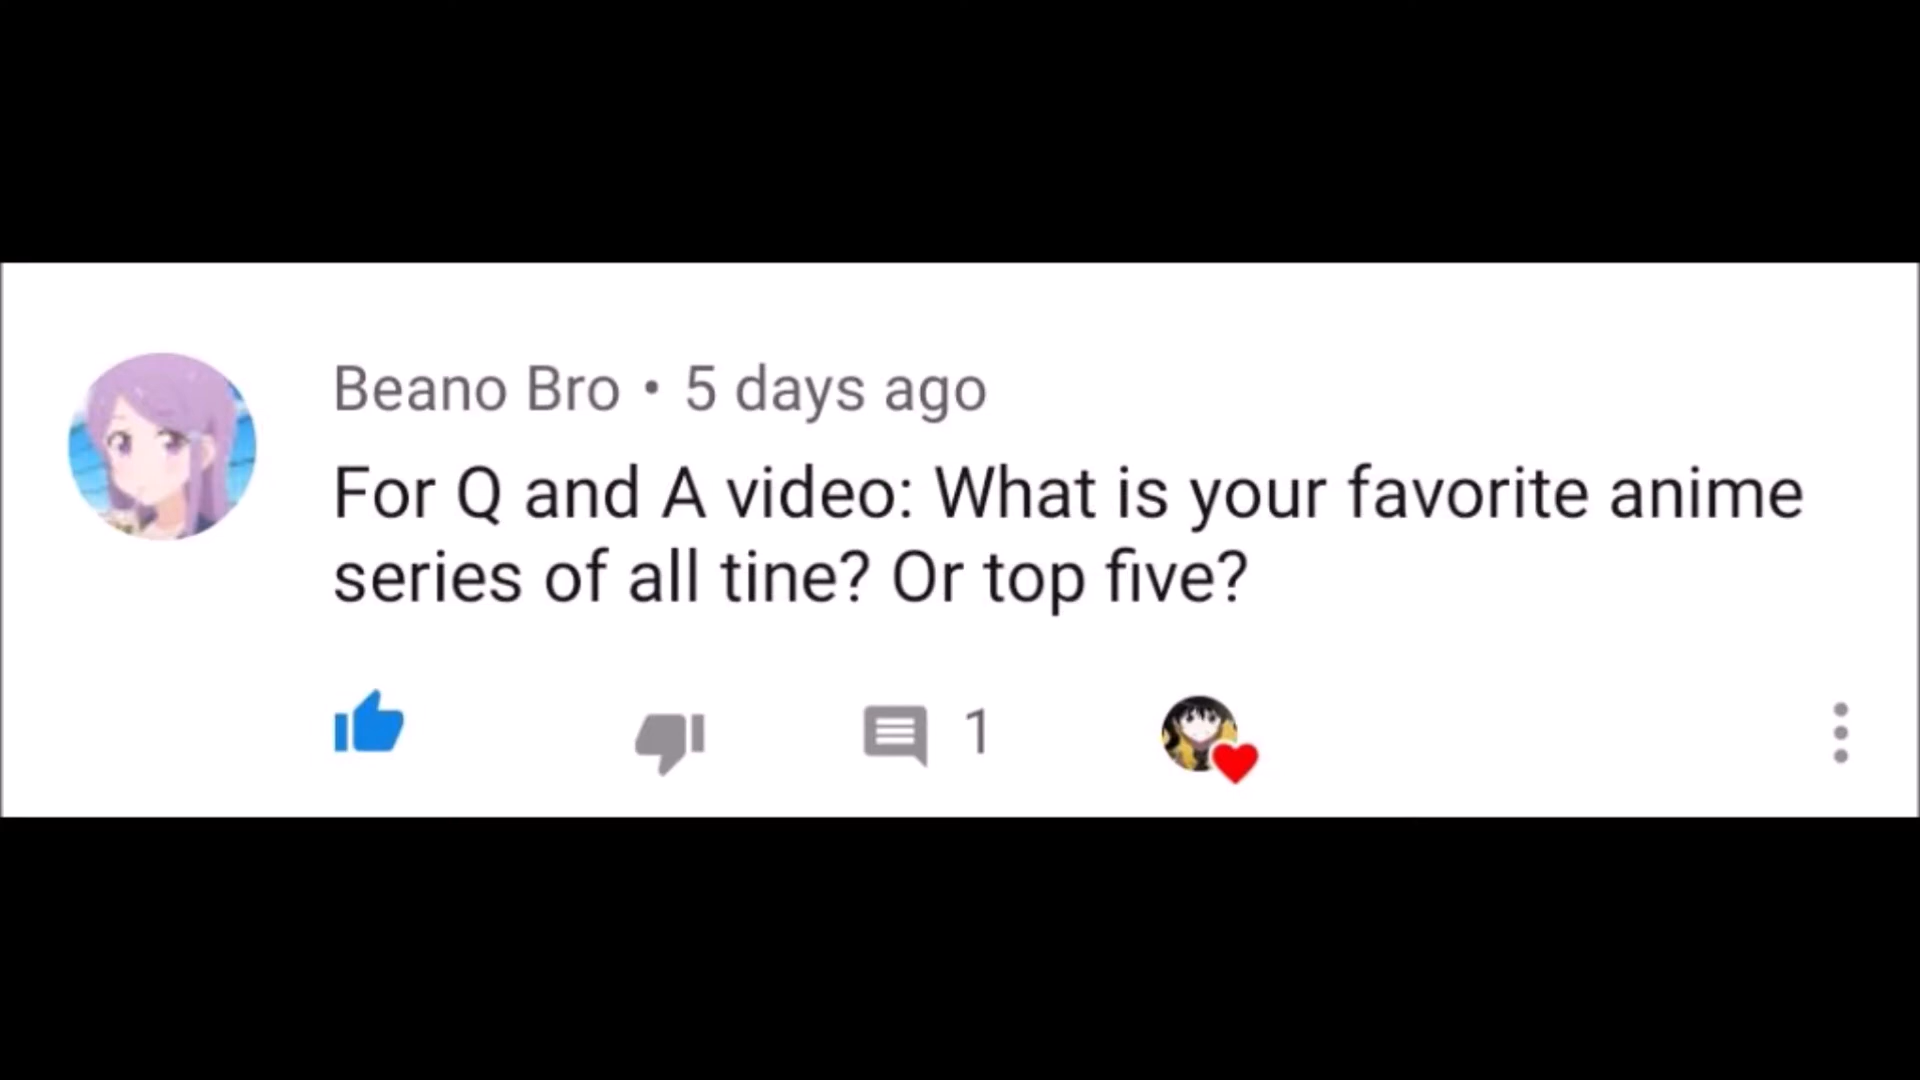 Beano Bro • 5 days ago
For Q and A video: What is your favorite anime
series of all tine? Or top five?
1